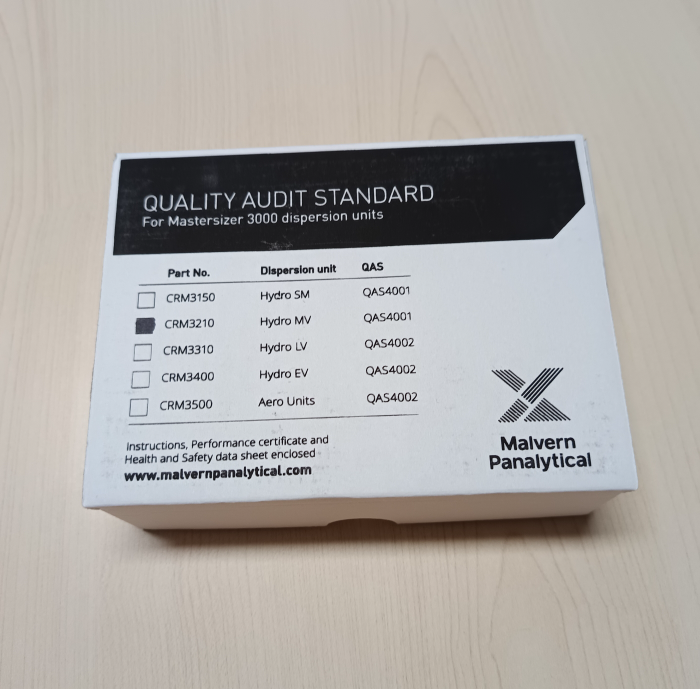 QUALITY AUDIT STANDARD
For Mastersizer 3000 dispersion units
Part No. Dispersion unit QAS
CRM3150 Hydro SM QAS4001
CRM3210 Hydro MV QAS4001
CRM3310 Hydro LV QAS4002
CRM3400 Hydro EV QAS4002
CRM3500 Aero Units QAS4002
Instructions, Performance certificate and
Health and Safety data sheet enclosed
www.malvernpanalytical.com
Malvern
Panalytical